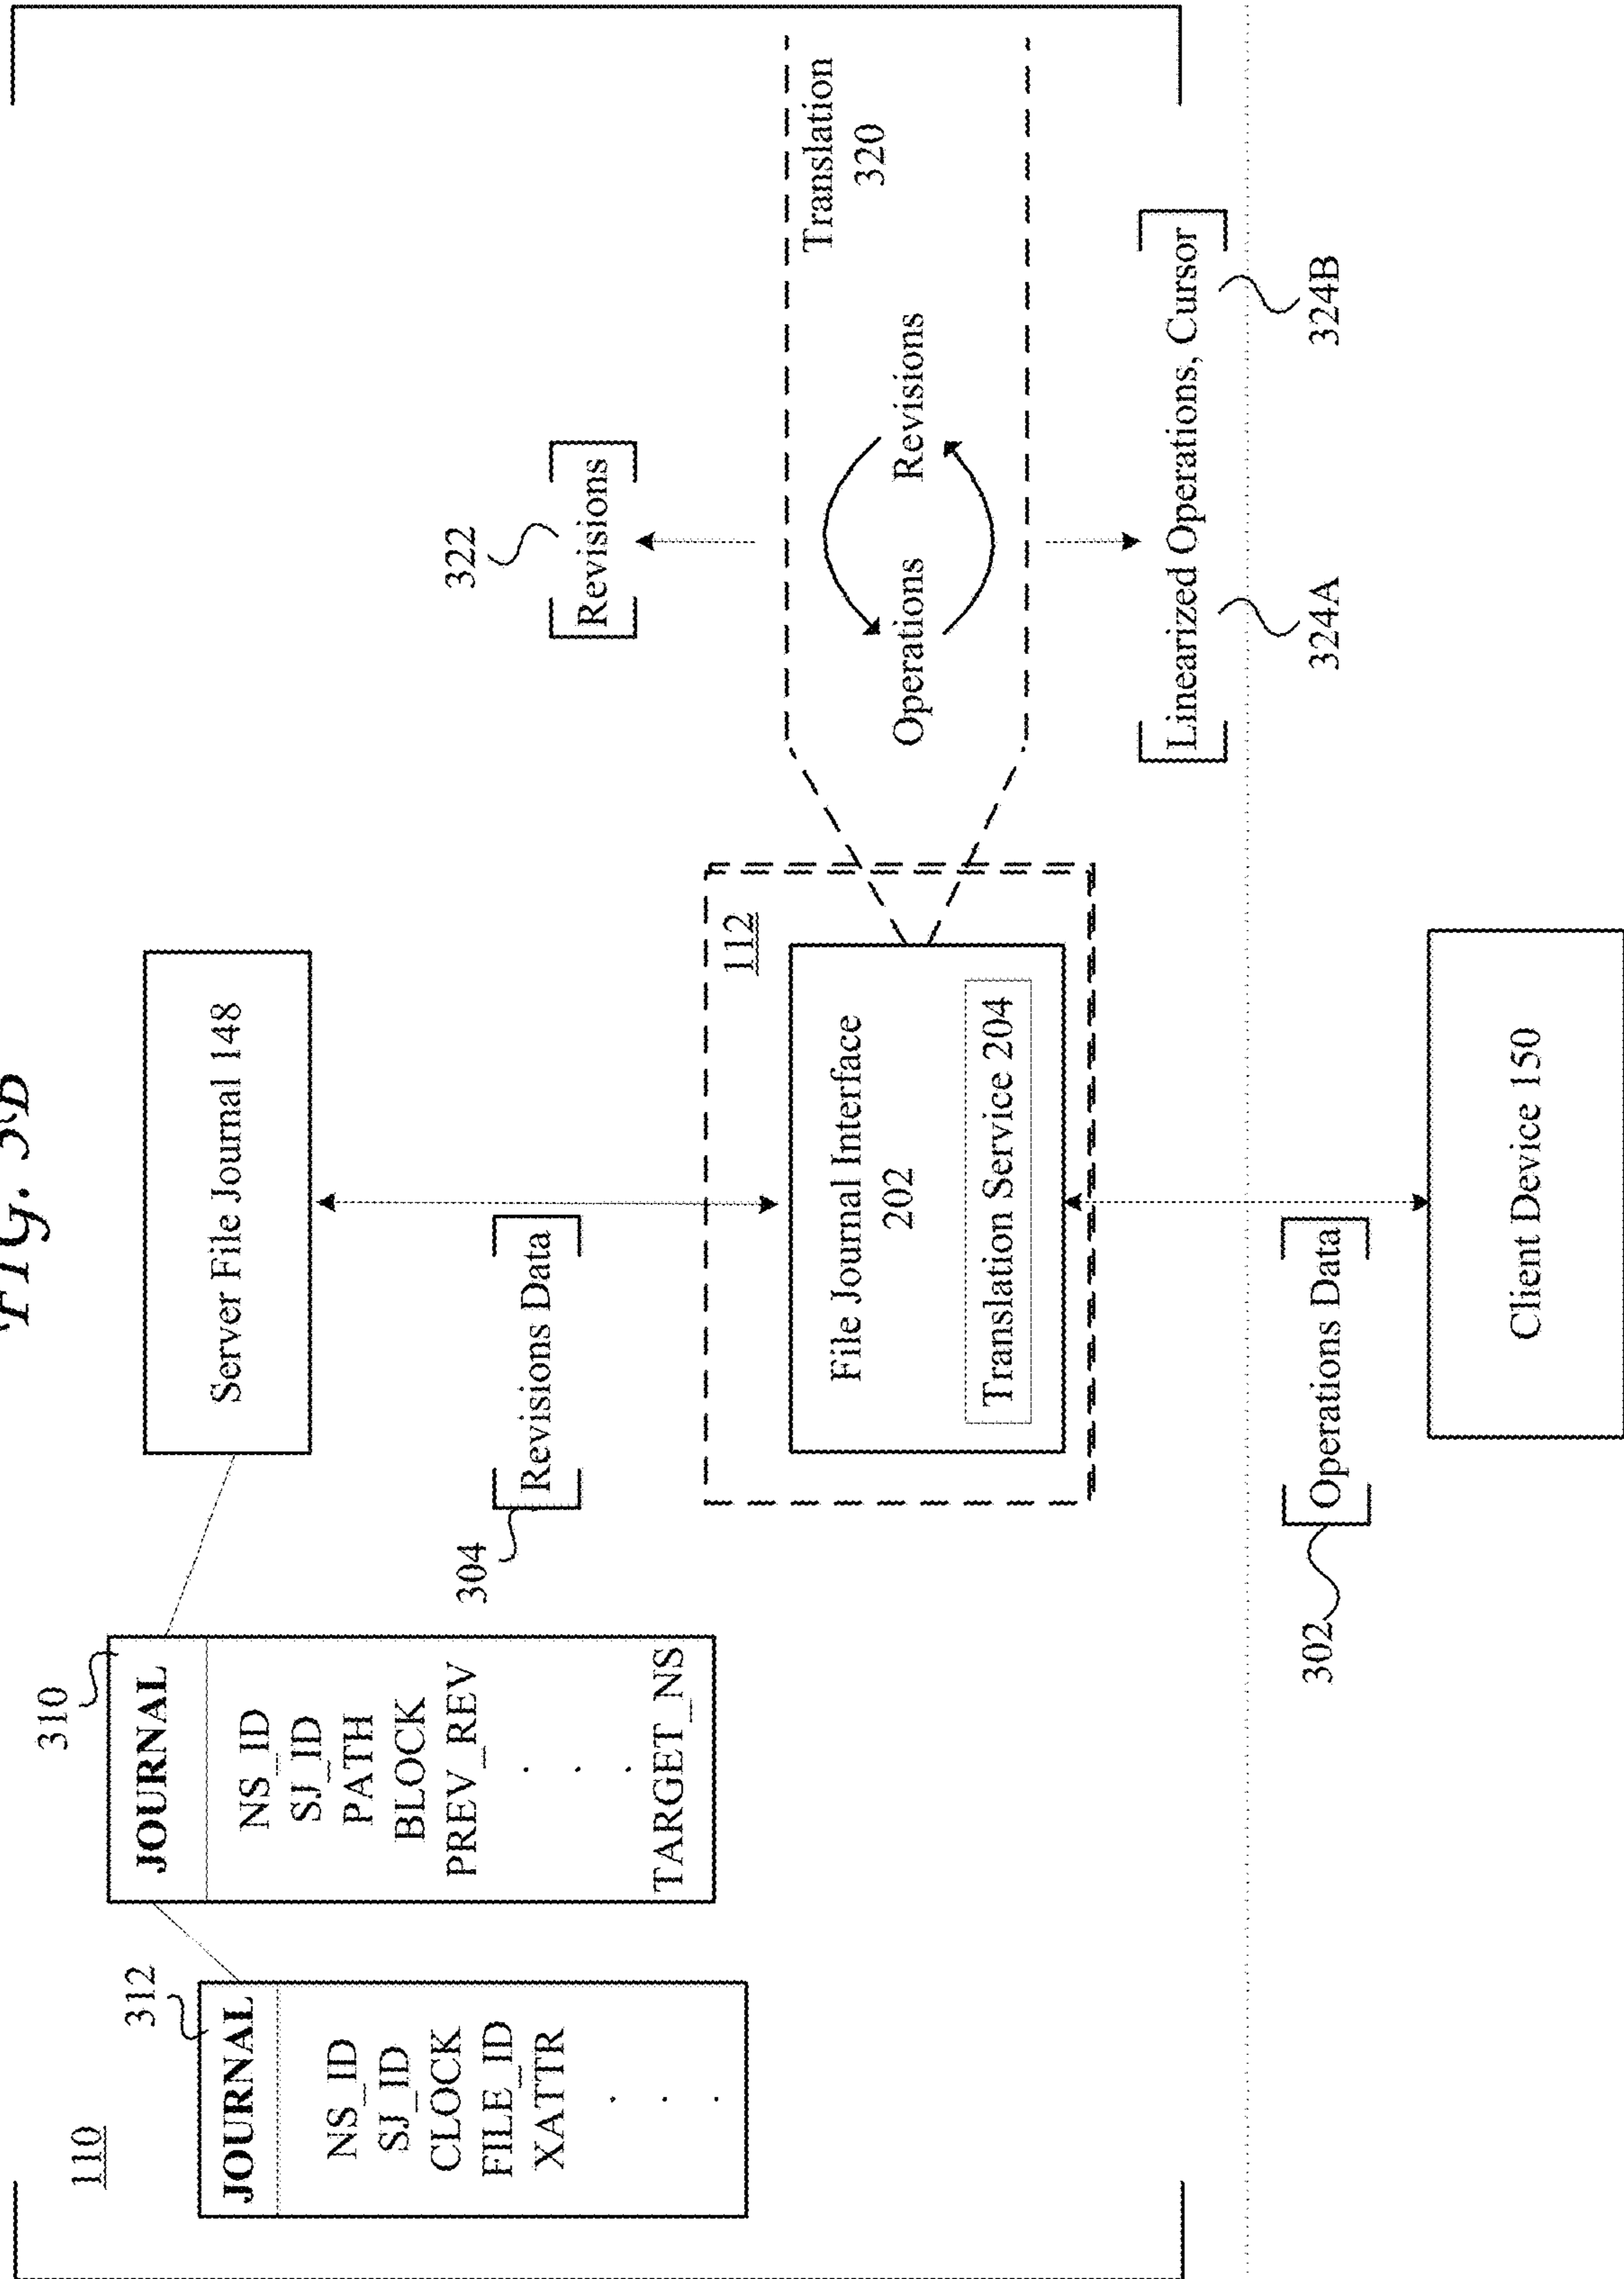 FIG. 3B
110
312
JOURNAL
NS_ID
SJ_ID
CLOCK
FILE_ID
XATTR
.
.
.
310
JOURNAL
NS_ID
SJ_ID
PATH
BLOCK
PREV_REV
.
.
.
TARGET_NS
Server File Journal 148
304
Revisions Data
112
File Journal Interface
202
Translation Service 204
302
Operations Data
Client Device 150
322
Revisions
Translation
320
Operations Revisions
Linearized Operations, Cursor
324A
324B